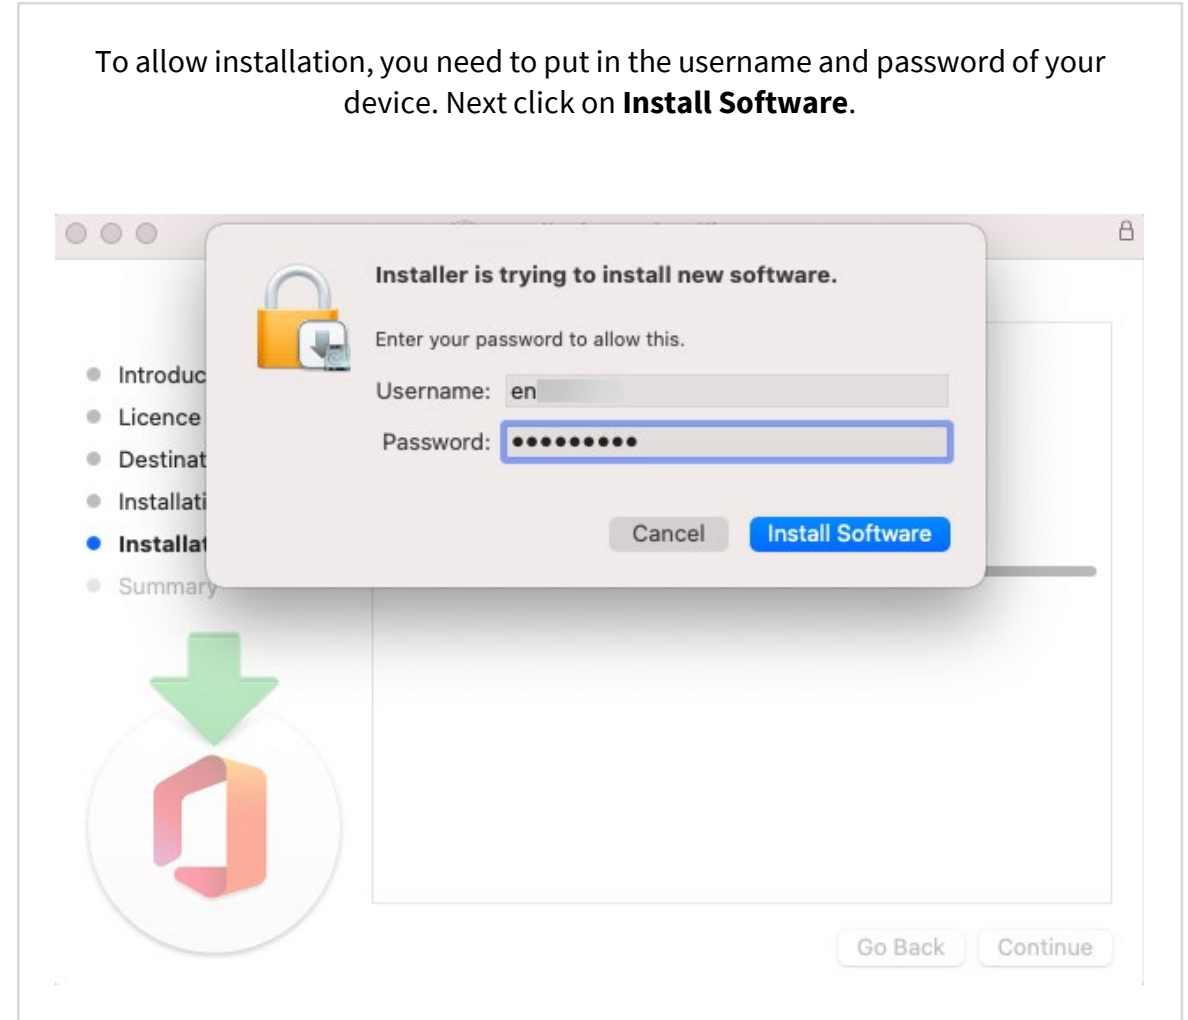 To allow installation, you need to put in the username and password of your
device. Next click on Install Software.
Installer is trying to install new software.
Enter your password to allow this.
Username: en
Password: •••••••••
Cancel
Install Software
Introduc
Licence
Destinat
Installati
Installat
Summary
Go Back
Continue